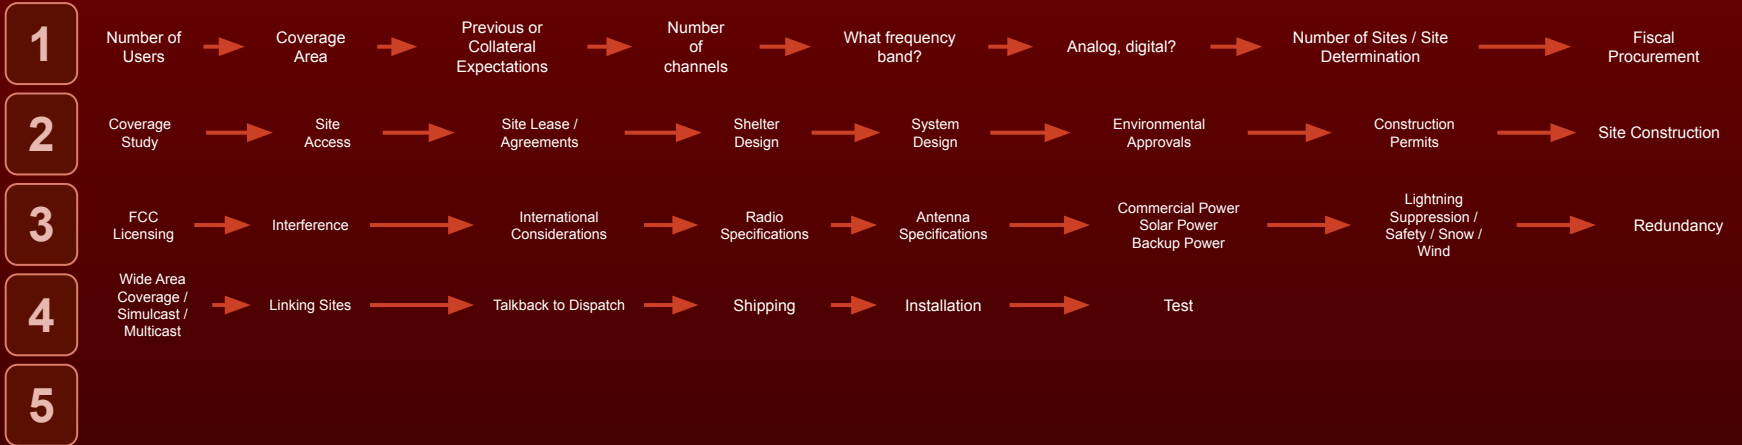 1
Number of
Users
Coverage
Area
Previous or
Collateral
Expectations
Number
of
channels
What frequency
band?
Analog, digital?
Number of Sites / Site
Determination
Fiscal
Procurement
2
Coverage
Study
Site
Access
Site Lease /
Agreements
Shelter
Design
System
Design
Environmental
Approvals
Construction
Permits
Site Construction
3
FCC
Licensing
Interference
International
Considerations
Radio
Specifications
Antenna
Specifications
Commercial Power
Solar Power
Backup Power
Lightning
Suppression /
Safety / Snow /
Wind
Redundancy
4
Wide Area
Coverage /
Simulcast /
Multicast
Linking Sites
Talkback to Dispatch
Shipping
Installation
Test
5